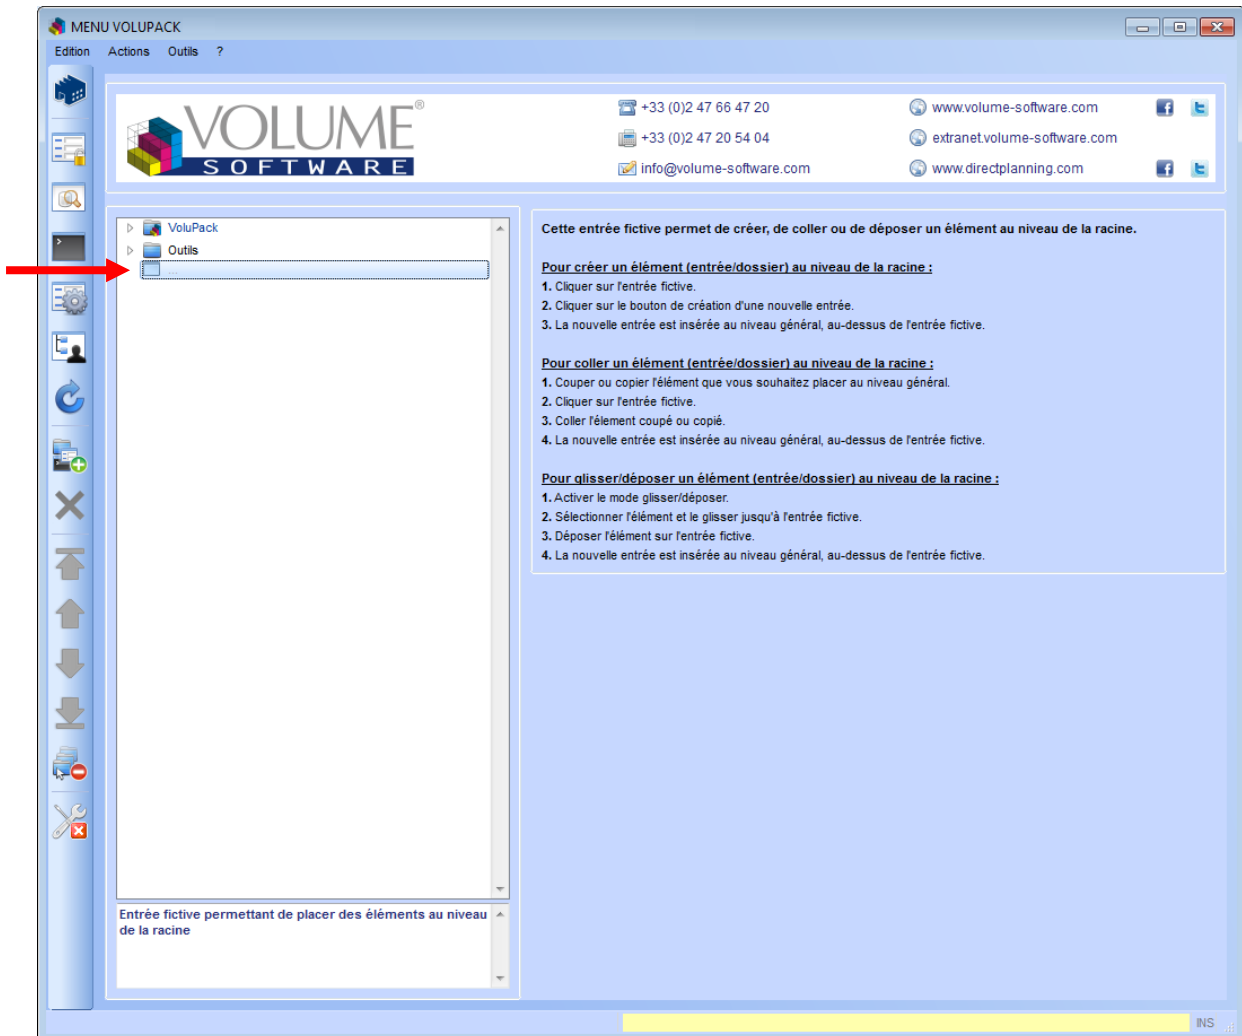 MENU VOLUPACK
Edition Actions Outils ?
VOLUME®
SOFTWARE
+33 (0)2 47 66 47 20
www.volume-software.com
+33 (0)2 47 20 54 04
extranet.volume-software.com
info@volume-software.com
www.directplanning.com
VoluPack
Outils
...
Cette entrée fictive permet de créer, de coller ou de déposer un élément au niveau de la racine.
Pour créer un élément (entrée/dossier) au niveau de la racine :
1. Cliquer sur l'entrée fictive.
2. Cliquer sur le bouton de création d'une nouvelle entrée.
3. La nouvelle entrée est insérée au niveau général, au-dessus de l'entrée fictive.
Pour coller un élément (entrée/dossier) au niveau de la racine :
1. Couper ou copier l'élément que vous souhaitez placer au niveau général.
2. Cliquer sur l'entrée fictive.
3. Coller l'élement coupé ou copié.
4. La nouvelle entrée est insérée au niveau général, au-dessus de l'entrée fictive.
Pour glisser/déposer un élément (entrée/dossier) au niveau de la racine :
1. Activer le mode glisser/déposer.
2. Sélectionner l'élément et le glisser jusqu'à l'entrée fictive.
3. Déposer l'élément sur l'entrée fictive.
4. La nouvelle entrée est insérée au niveau général, au-dessus de l'entrée fictive.
Entrée fictive permettant de placer des éléments au niveau
de la racine
INS